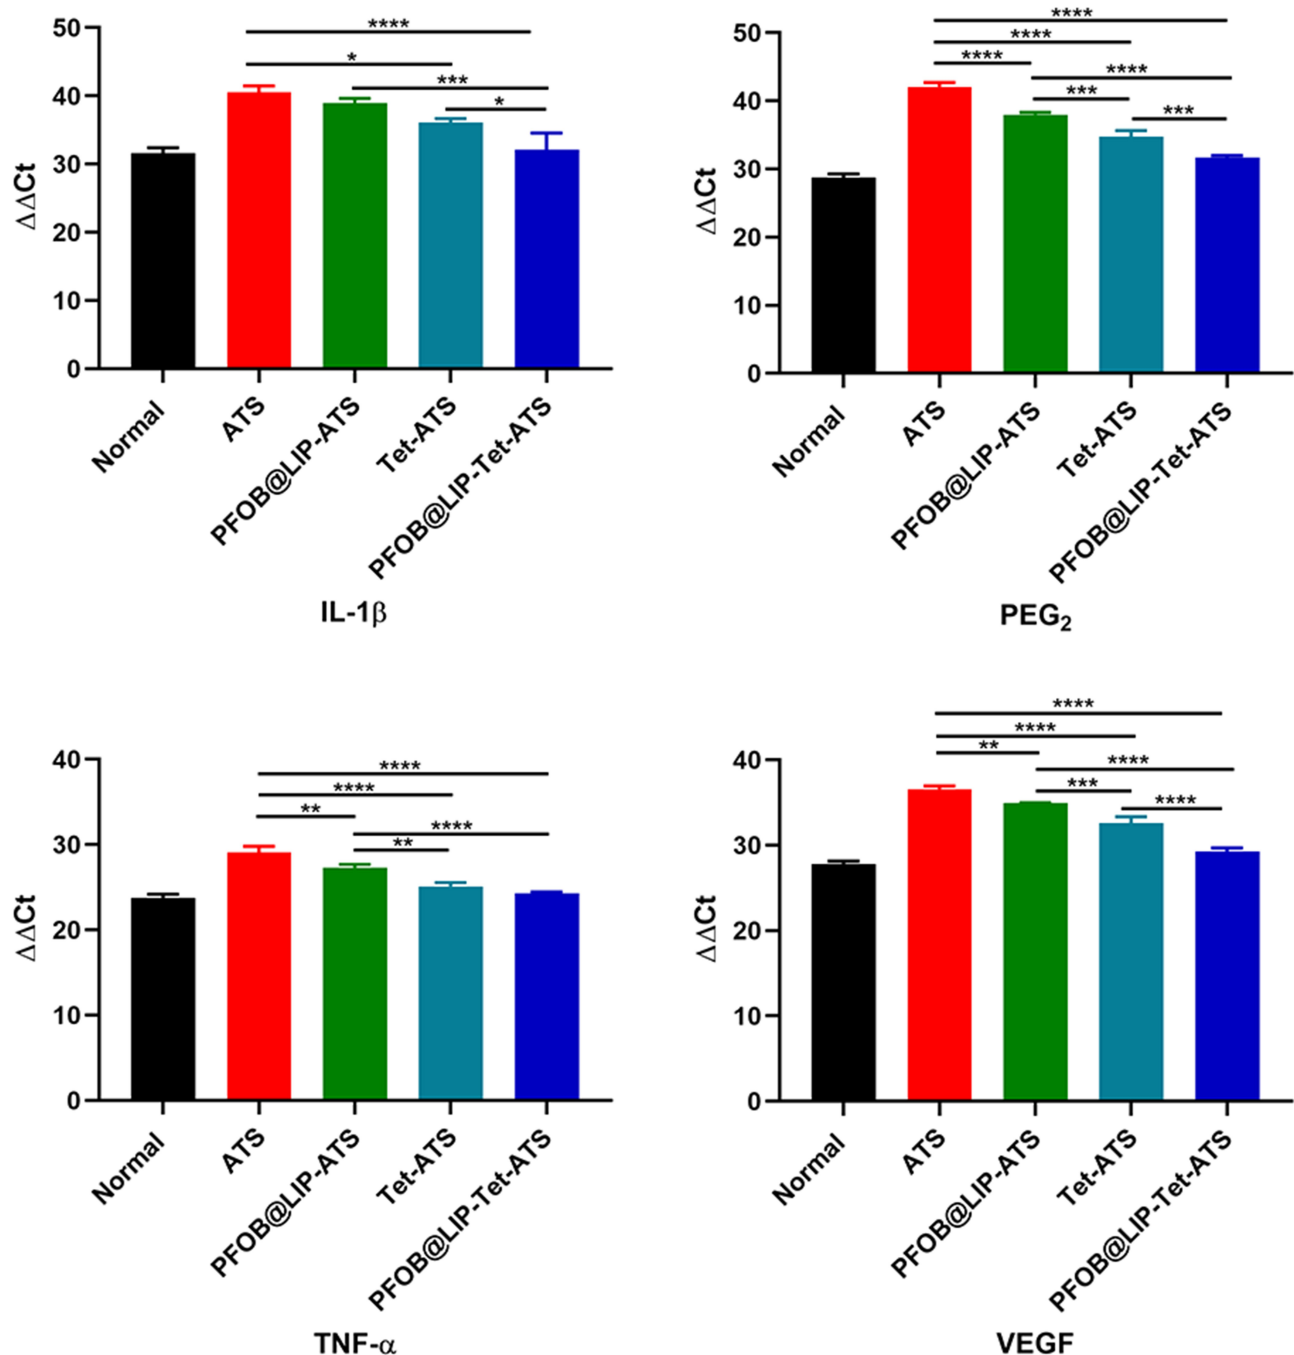 ****
*
***
*
50
40
30
20
10
0
ΔΔCt
Normal
ATS
PFOB@LIP-ATS
Tet-ATS
PFOB@LIP-Tet-ATS
IL-1β
****
****
****
****
***
***
50
40
30
20
10
0
ΔΔCt
Normal
ATS
PFOB@LIP-ATS
Tet-ATS
PFOB@LIP-Tet-ATS
PEG₂
****
****
**
****
**
40
30
20
10
0
ΔΔCt
Normal
ATS
PFOB@LIP-ATS
Tet-ATS
PFOB@LIP-Tet-ATS
TNF-α
****
****
**
****
***
****
40
30
20
10
0
ΔΔCt
Normal
ATS
PFOB@LIP-ATS
Tet-ATS
PFOB@LIP-Tet-ATS
VEGF